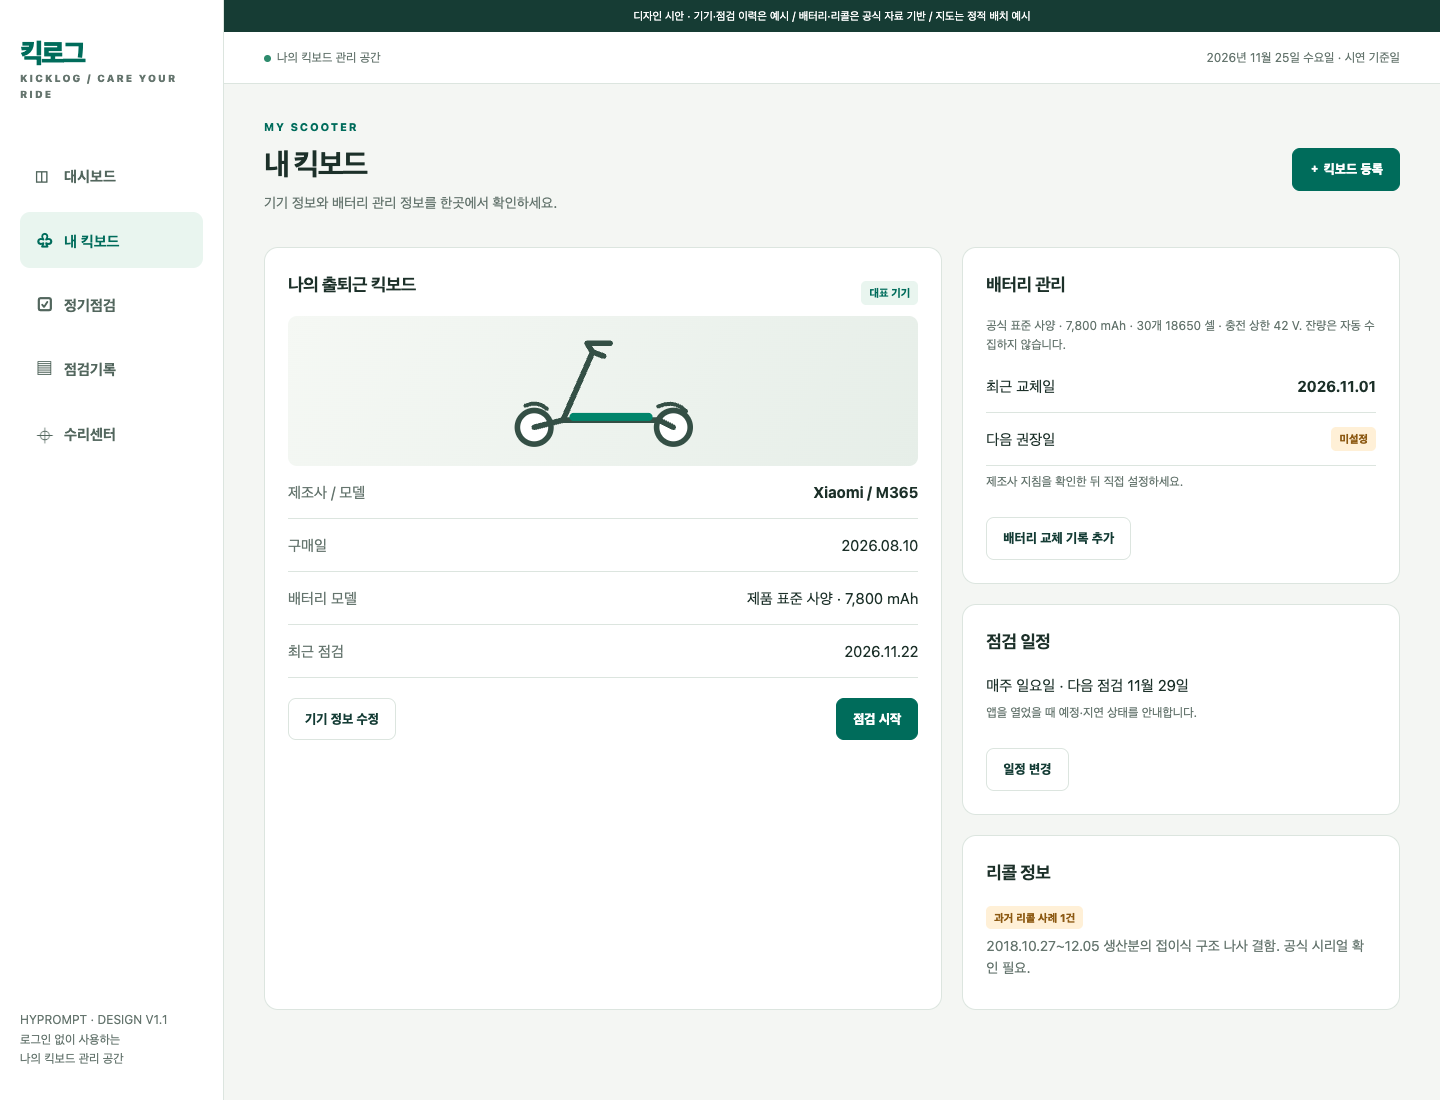 디자인 시안 · 기기·점검 이력은 예시 / 배터리·리콜은 공식 자료 기반 / 지도는 정적 배치 예시
킥로그
KICKLOG / CARE YOUR
RIDE
대시보드
내 킥보드
정기점검
점검기록
수리센터
HYPROMPT · DESIGN V1.1
로그인 없이 사용하는
나의 킥보드 관리 공간
나의 킥보드 관리 공간
2026년 11월 25일 수요일 · 시연 기준일
MY SCOOTER
내 킥보드
기기 정보와 배터리 관리 정보를 한곳에서 확인하세요.
+ 킥보드 등록
나의 출퇴근 킥보드
대표 기기
제조사 / 모델
Xiaomi / M365
구매일
2026.08.10
배터리 모델
제품 표준 사양 · 7,800 mAh
최근 점검
2026.11.22
기기 정보 수정
점검 시작
배터리 관리
공식 표준 사양 · 7,800 mAh · 30개 18650 셀 · 충전 상한 42 V. 잔량은 자동 수
집하지 않습니다.
최근 교체일
2026.11.01
다음 권장일
미설정
제조사 지침을 확인한 뒤 직접 설정하세요.
배터리 교체 기록 추가
점검 일정
매주 일요일 · 다음 점검 11월 29일
앱을 열었을 때 예정·지연 상태를 안내합니다.
일정 변경
리콜 정보
과거 리콜 사례 1건
2018.10.27~12.05 생산분의 접이식 구조 나사 결함. 공식 시리얼 확
인 필요.